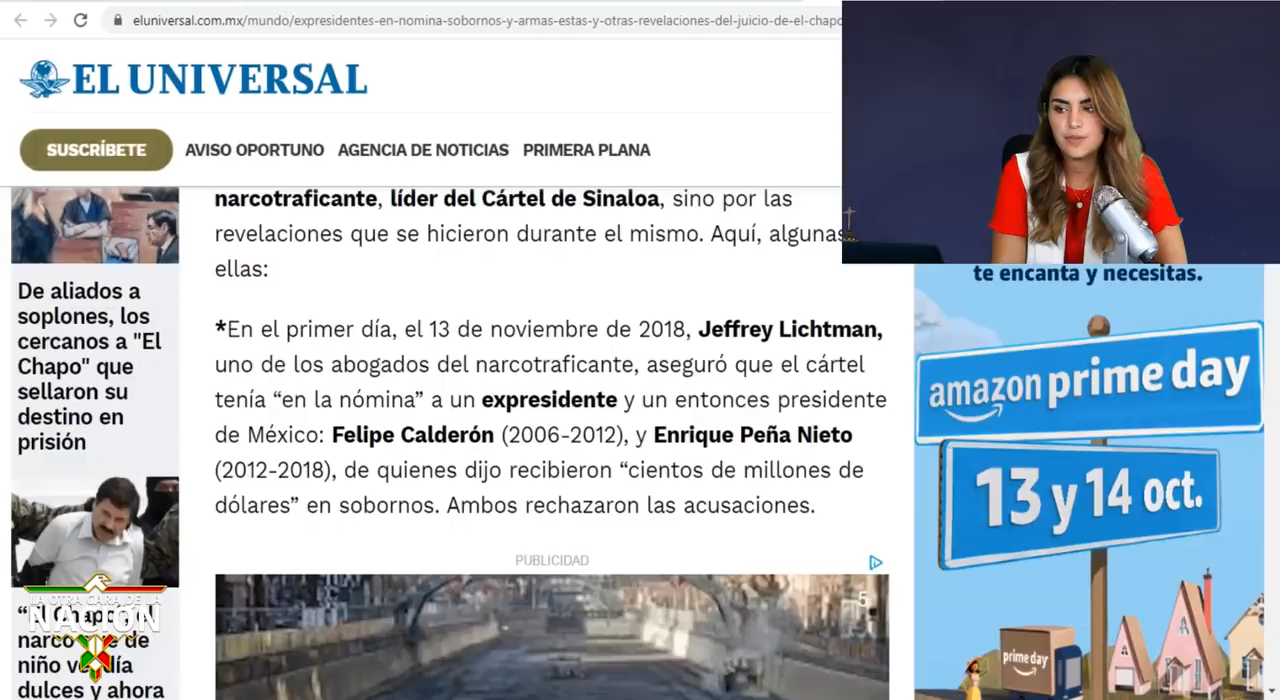 eluniversal.com.mx/mundo/expresidentes-en-nomina-sobornos-y-armas-estas-y-otras-revelaciones-del-juicio-de-el-chapo
EL UNIVERSAL
SUSCRÍBETE
AVISO OPORTUNO
AGENCIA DE NOTICIAS
PRIMERA PLANA
De aliados a
soplones, los
cercanos a "El
Chapo" que
sellaron su
destino en
prisión
"El Chapo", el
narco de
niño vendía
dulces y ahora
LA OTRA CARA DE LA
NACIÓN
narcotraficante, líder del Cártel de Sinaloa, sino por las
revelaciones que se hicieron durante el mismo. Aquí, algunas
ellas:
*En el primer día, el 13 de noviembre de 2018, Jeffrey Lichtman,
uno de los abogados del narcotraficante, aseguró que el cártel
tenía “en la nómina” a un expresidente y un entonces presidente
de México: Felipe Calderón (2006-2012), y Enrique Peña Nieto
(2012-2018), de quienes dijo recibieron “cientos de millones de
dólares” en sobornos. Ambos rechazaron las acusaciones.
PUBLICIDAD
5
te encanta y necesitas.
amazon prime day
13 y 14 oct.
prime day